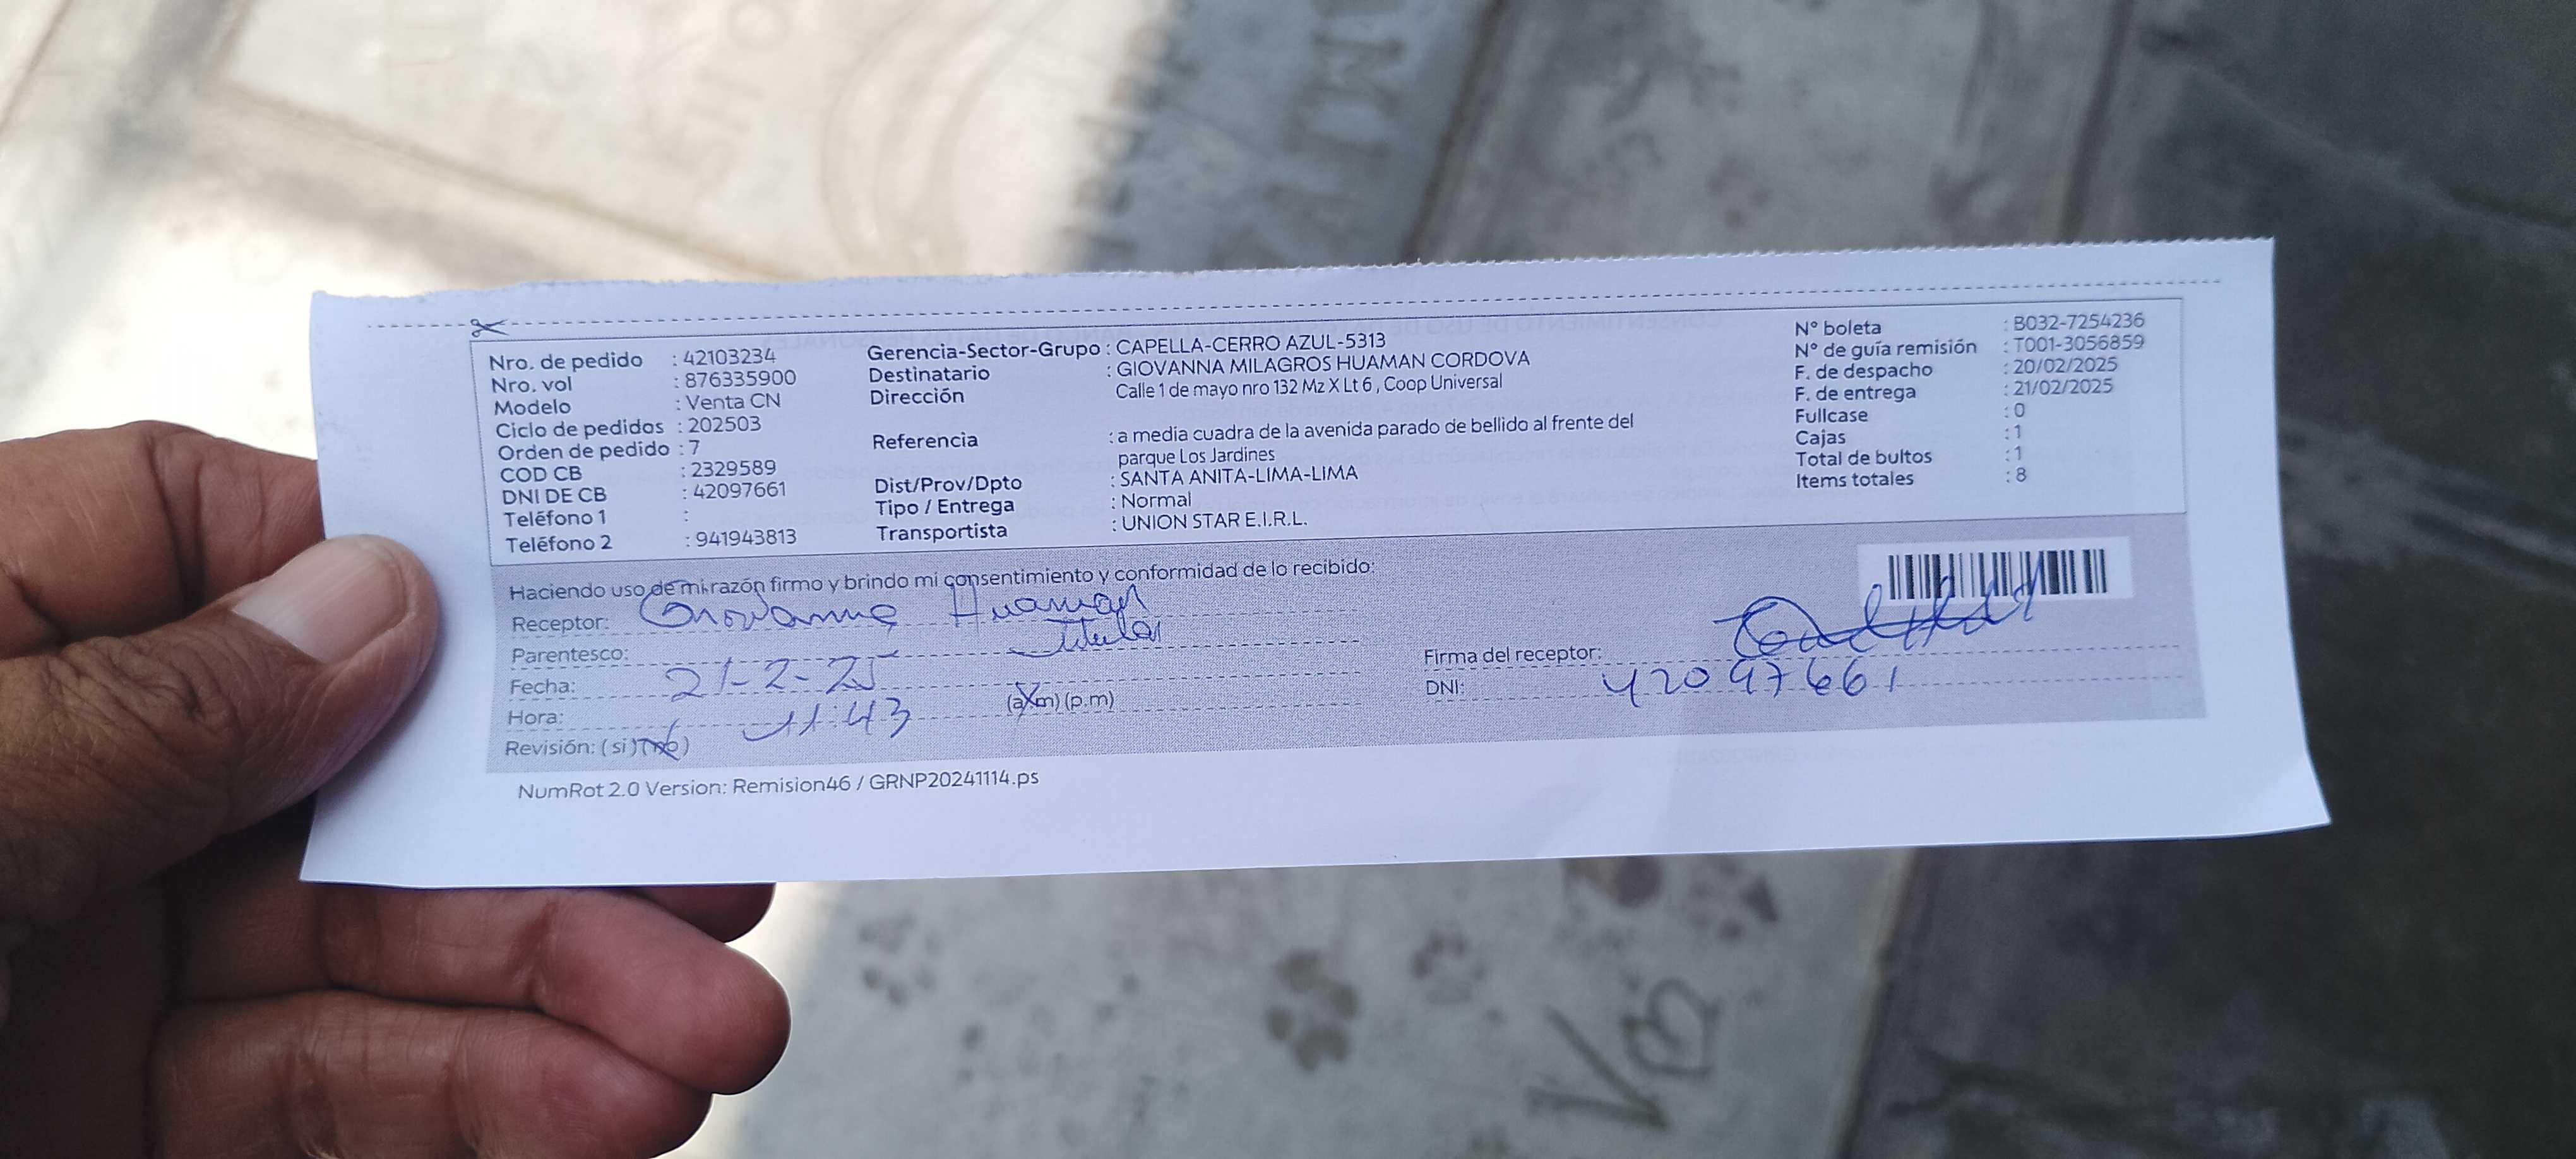 Nro. de pedido : 42103234
Nro. vol : 876335900
Modelo : Venta CN
Ciclo de pedidos : 202503
Orden de pedido : 7
COD CB : 2329589
DNI DE CB : 42097661
Teléfono 1 :
Teléfono 2 : 941943813
Gerencia-Sector-Grupo : CAPELLA-CERRO AZUL-5313
Destinatario : GIOVANNA MILAGROS HUAMAN CORDOVA
Dirección Calle 1 de mayo nro 132 Mz X Lt 6 , Coop Universal
Referencia : a media cuadra de la avenida parado de bellido al frente del
parque Los Jardines
Dist/Prov/Dpto : SANTA ANITA-LIMA-LIMA
Tipo / Entrega : Normal
Transportista : UNION STAR E.I.R.L.
N° boleta : B032-7254236
N° de guía remisión : T001-3056859
F. de despacho : 20/02/2025
F. de entrega : 21/02/2025
Fullcase : 0
Cajas : 1
Total de bultos : 1
Items totales : 8
Haciendo uso de mi razón firmo y brindo mi consentimiento y conformidad de lo recibido:
Receptor: Giovanna Huaman
Parentesco: Titular
Fecha: 21-2-25
Hora: 11:43 (a.m) (p.m)
Revisión: (si) (no)
Firma del receptor:
DNI: 42097661
NumRot 2.0 Version: Remision46 / GRNP20241114.ps